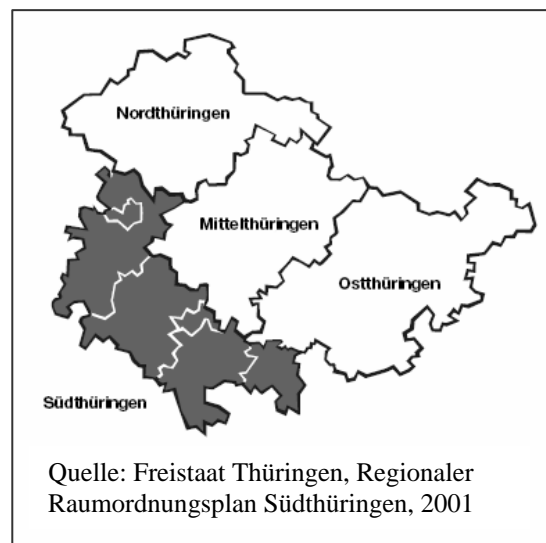 Nordthüringen
Mittelthüringen
Ostthüringen
Südthüringen
Quelle: Freistaat Thüringen, Regionaler
Raumordnungsplan Südthüringen, 2001